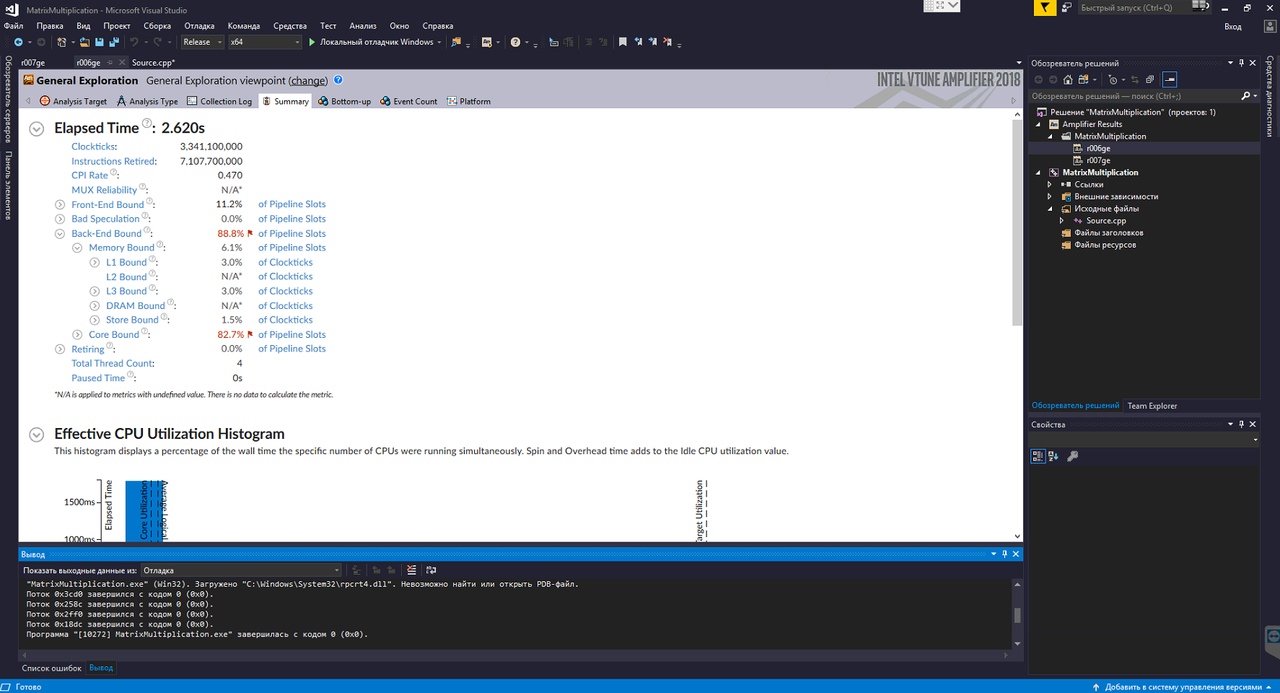 MatrixMultiplication - Microsoft Visual Studio
Быстрый запуск (Ctrl+Q)
Файл Правка Вид Проект Сборка Отладка Команда Средства Тест Анализ Окно Справка
Вход
Release x64 Локальный отладчик Windows
Обозреватель серверов
Панель элементов
r007ge r006ge Source.cpp*
General Exploration General Exploration viewpoint (change) ?
INTEL VTUNE AMPLIFIER 2018
Analysis Target Analysis Type Collection Log Summary Bottom-up Event Count Platform
Elapsed Time ?: 2.620s
Clockticks: 3,341,100,000
Instructions Retired: 7,107,700,000
CPI Rate ?: 0.470
MUX Reliability ?: N/A*
Front-End Bound ?: 11.2% of Pipeline Slots
Bad Speculation ?: 0.0% of Pipeline Slots
Back-End Bound ?: 88.8% of Pipeline Slots
Memory Bound ?: 6.1% of Pipeline Slots
L1 Bound ?: 3.0% of Clockticks
L2 Bound ?: N/A* of Clockticks
L3 Bound ?: 3.0% of Clockticks
DRAM Bound ?: N/A* of Clockticks
Store Bound ?: 1.5% of Clockticks
Core Bound ?: 82.7% of Pipeline Slots
Retiring ?: 0.0% of Pipeline Slots
Total Thread Count: 4
Paused Time ?: 0s
*N/A is applied to metrics with undefined value. There is no data to calculate the metric.
Effective CPU Utilization Histogram
This histogram displays a percentage of the wall time the specific number of CPUs were running simultaneously. Spin and Overhead time adds to the Idle CPU utilization value.
1500ms
1000ms
Elapsed Time
Core Utilization
Average Logical
arget Utilization
Вывод
Показать выходные данные из: Отладка
"MatrixMultiplication.exe" (Win32). Загружено "C:\Windows\System32\rpcrt4.dll". Невозможно найти или открыть PDB-файл.
Поток 0x3cd0 завершился с кодом 0 (0x0).
Поток 0x258c завершился с кодом 0 (0x0).
Поток 0x2ff0 завершился с кодом 0 (0x0).
Поток 0x18dc завершился с кодом 0 (0x0).
Программа "[10272] MatrixMultiplication.exe" завершилась с кодом 0 (0x0).
Список ошибок Вывод
Обозреватель решений
Обозреватель решений — поиск (Ctrl+;)
Решение "MatrixMultiplication" (проектов: 1)
Amplifier Results
MatrixMultiplication
r006ge
r007ge
MatrixMultiplication
Ссылки
Внешние зависимости
Исходные файлы
Source.cpp
Файлы заголовков
Файлы ресурсов
Обозреватель решений Team Explorer
Свойства
Средства диагностики
Готово
Добавить в систему управления версиями